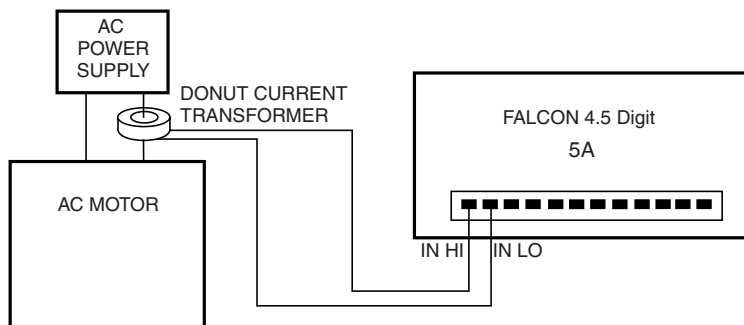 AC
POWER
SUPPLY
DONUT CURRENT
TRANSFORMER
AC MOTOR
FALCON 4.5 Digit
5A
IN HI
IN LO